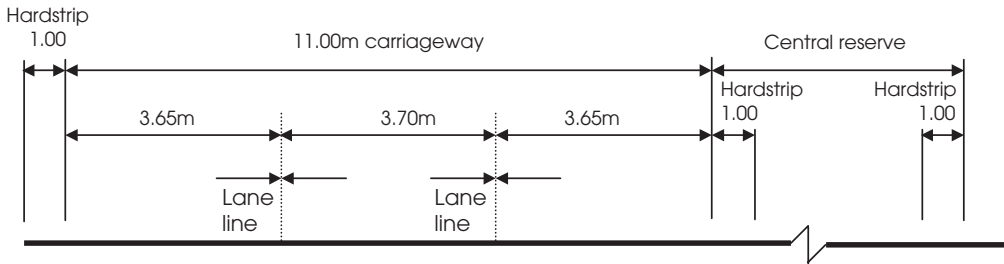 Hardstrip
1.00
11.00m carriageway
Central reserve
Hardstrip
1.00
Hardstrip
1.00
3.65m
3.70m
3.65m
Lane
line
Lane
line